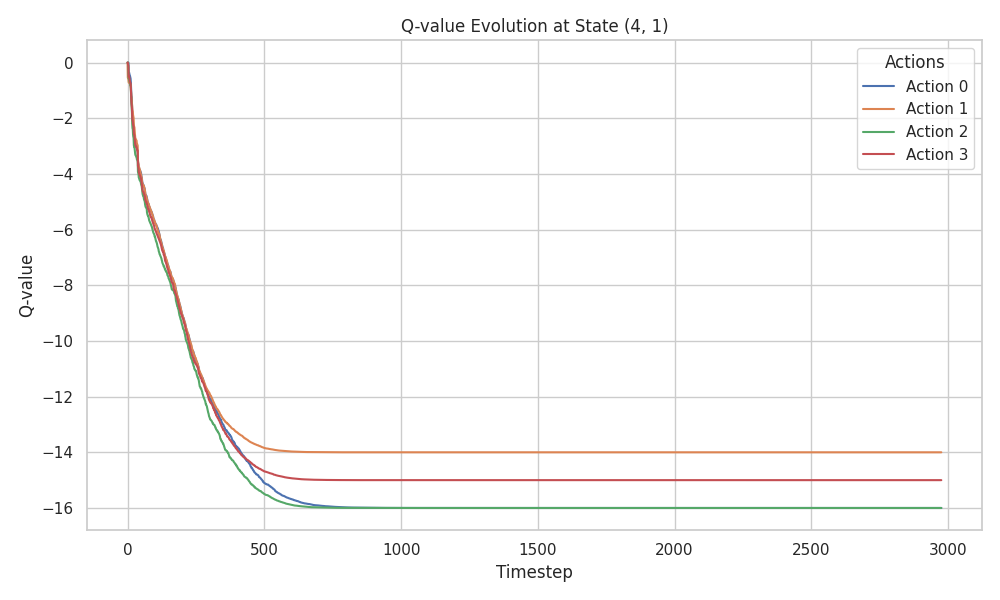 Q-value Evolution at State (4, 1)
Actions
Action 0
Action 1
Action 2
Action 3
Q-value
0
−2
−4
−6
−8
−10
−12
−14
−16
0 500 1000 1500 2000 2500 3000
Timestep